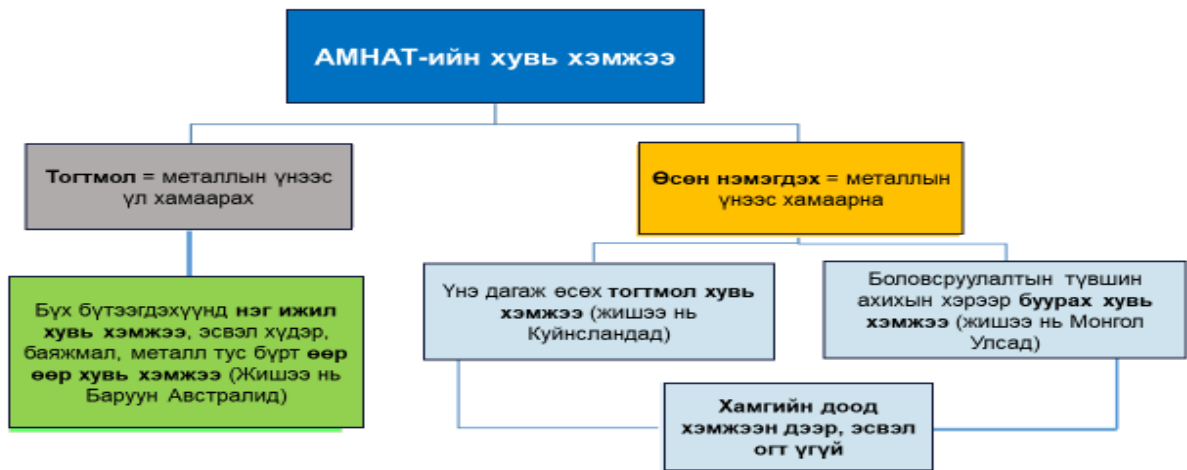 АМНАТ-ийн хувь хэмжээ
Тогтмол = металлын үнээс
үл хамаарах
Өсөн нэмэгдэх = металлын
үнээс хамаарна
Бүх бүтээгдэхүүнд нэг ижил
хувь хэмжээ, эсвэл хүдэр,
баяжмал, металл тус бүрт өөр
өөр хувь хэмжээ (Жишээ нь
Баруун Австралид)
Үнэ дагаж өсөх тогтмол хувь
хэмжээ (жишээ нь
Куйнсландад)
Боловсруулалтын түвшин
ахихын хэрээр буурах хувь
хэмжээ (жишээ нь Монгол
Улсад)
Хамгийн доод
хэмжээн дээр, эсвэл
огт үгүй